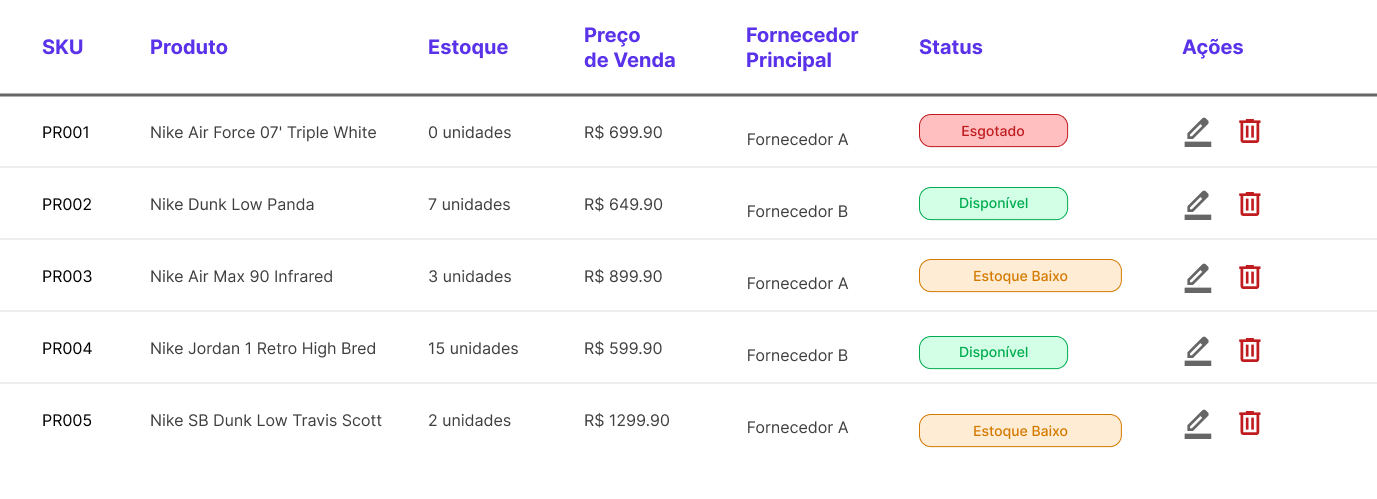 SKU Produto Estoque Preço de Venda Fornecedor Principal Status Ações
PR001 Nike Air Force 07' Triple White 0 unidades R$ 699.90 Fornecedor A Esgotado
PR002 Nike Dunk Low Panda 7 unidades R$ 649.90 Fornecedor B Disponível
PR003 Nike Air Max 90 Infrared 3 unidades R$ 899.90 Fornecedor A Estoque Baixo
PR004 Nike Jordan 1 Retro High Bred 15 unidades R$ 599.90 Fornecedor B Disponível
PR005 Nike SB Dunk Low Travis Scott 2 unidades R$ 1299.90 Fornecedor A Estoque Baixo